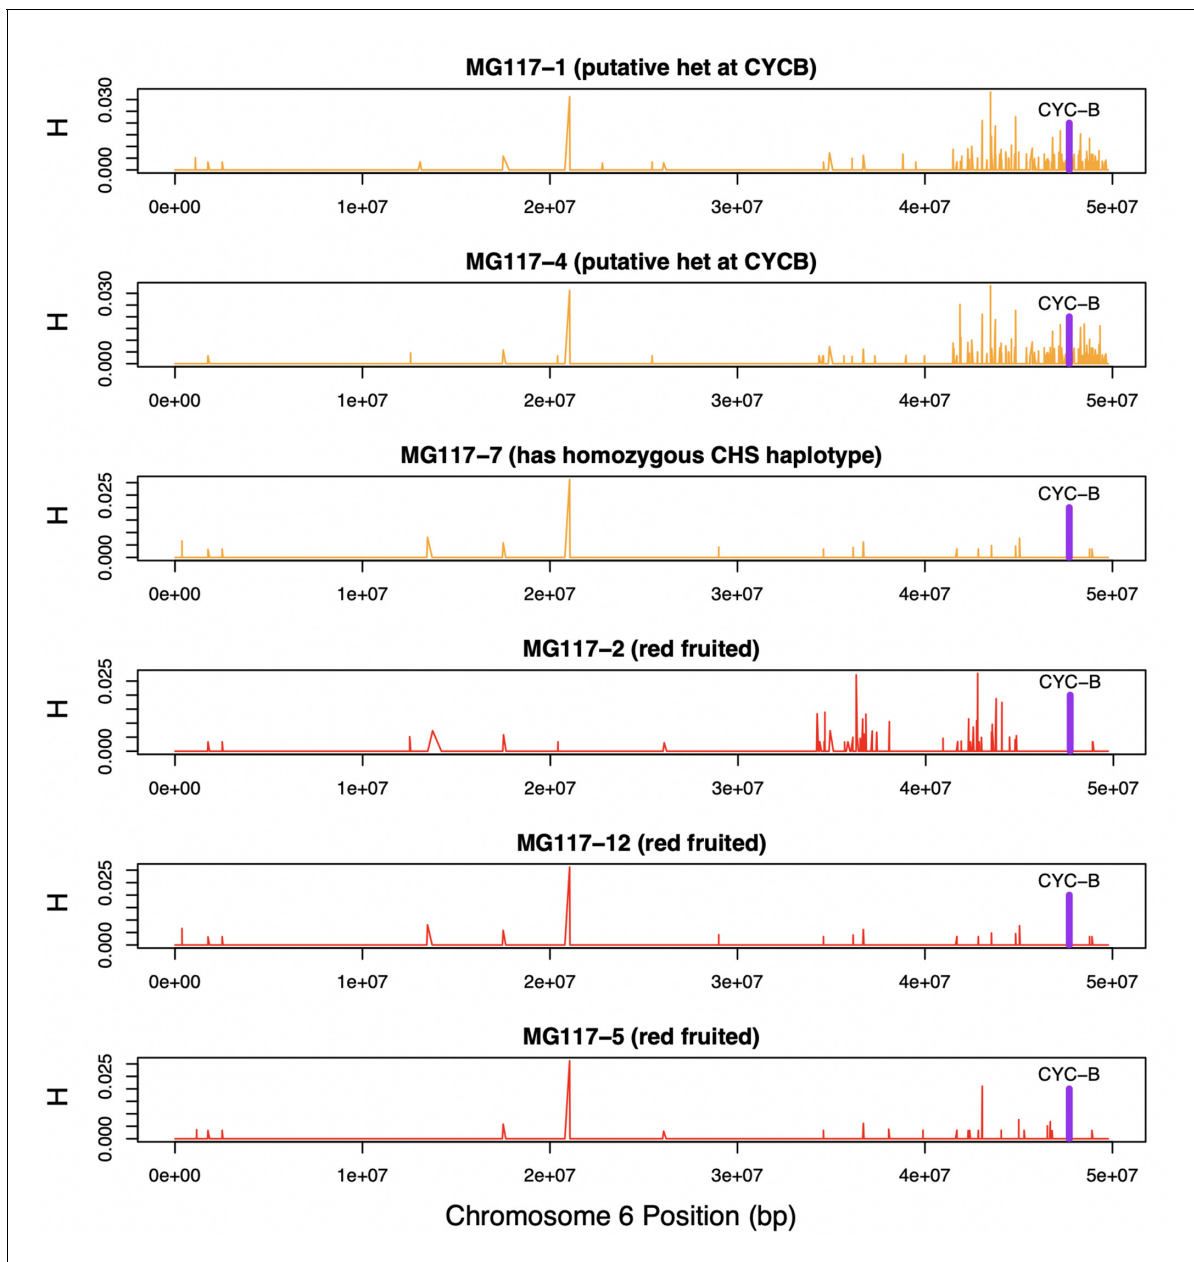 MG117−1 (putative het at CYCB)
H
0.000
0.030
CYC−B
0e+00 1e+07 2e+07 3e+07 4e+07 5e+07
MG117−4 (putative het at CYCB)
H
0.000
0.030
CYC−B
0e+00 1e+07 2e+07 3e+07 4e+07 5e+07
MG117−7 (has homozygous CHS haplotype)
H
0.000
0.025
CYC−B
0e+00 1e+07 2e+07 3e+07 4e+07 5e+07
MG117−2 (red fruited)
H
0.000
0.025
CYC−B
0e+00 1e+07 2e+07 3e+07 4e+07 5e+07
MG117−12 (red fruited)
H
0.000
0.025
CYC−B
0e+00 1e+07 2e+07 3e+07 4e+07 5e+07
MG117−5 (red fruited)
H
0.000
0.025
CYC−B
0e+00 1e+07 2e+07 3e+07 4e+07 5e+07
Chromosome 6 Position (bp)